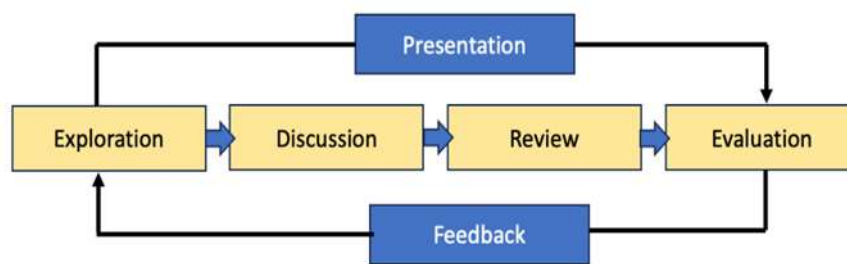 Presentation
Exploration
Discussion
Review
Evaluation
Feedback